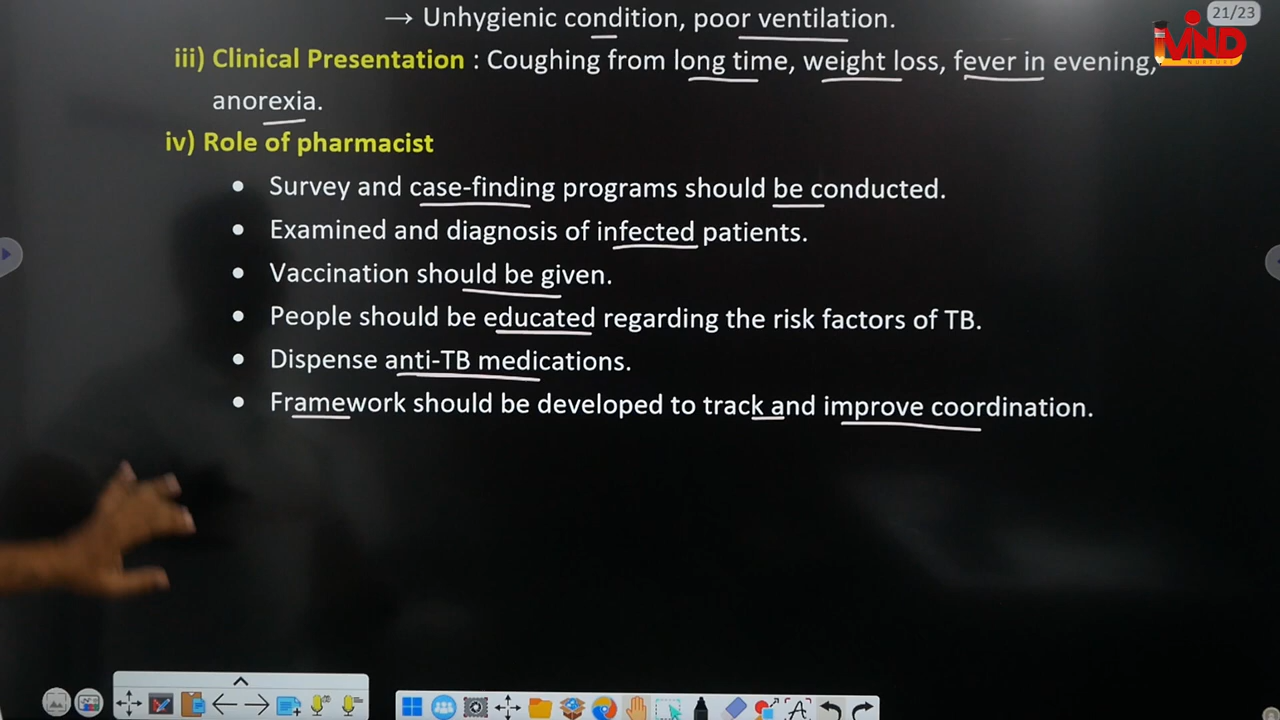 → Unhygienic condition, poor ventilation.
21/23
MIND
NURTURE
iii) Clinical Presentation : Coughing from long time, weight loss, fever in evening,
anorexia.
iv) Role of pharmacist
• Survey and case-finding programs should be conducted.
• Examined and diagnosis of infected patients.
• Vaccination should be given.
• People should be educated regarding the risk factors of TB.
• Dispense anti-TB medications.
• Framework should be developed to track and improve coordination.